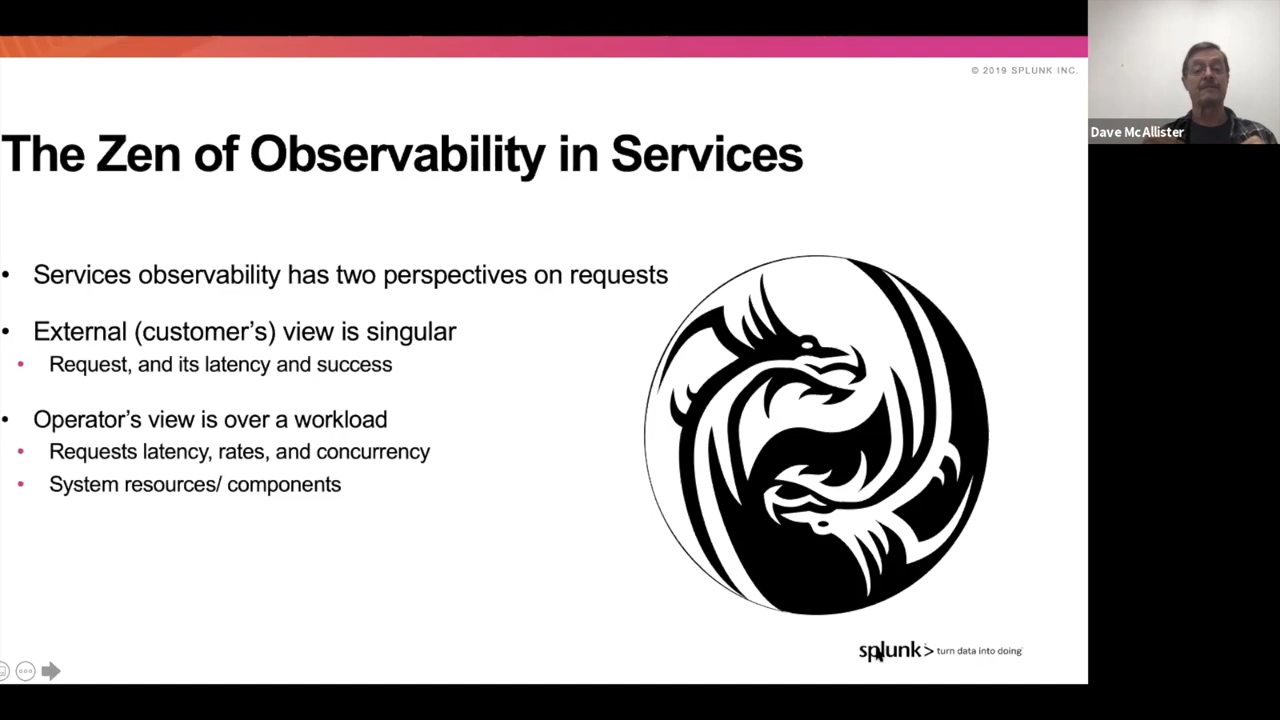 © 2019 SPLUNK INC.
Dave McAllister
The Zen of Observability in Services
• Services observability has two perspectives on requests
• External (customer’s) view is singular
• Request, and its latency and success
• Operator’s view is over a workload
• Requests latency, rates, and concurrency
• System resources/ components
splunk> turn data into doing